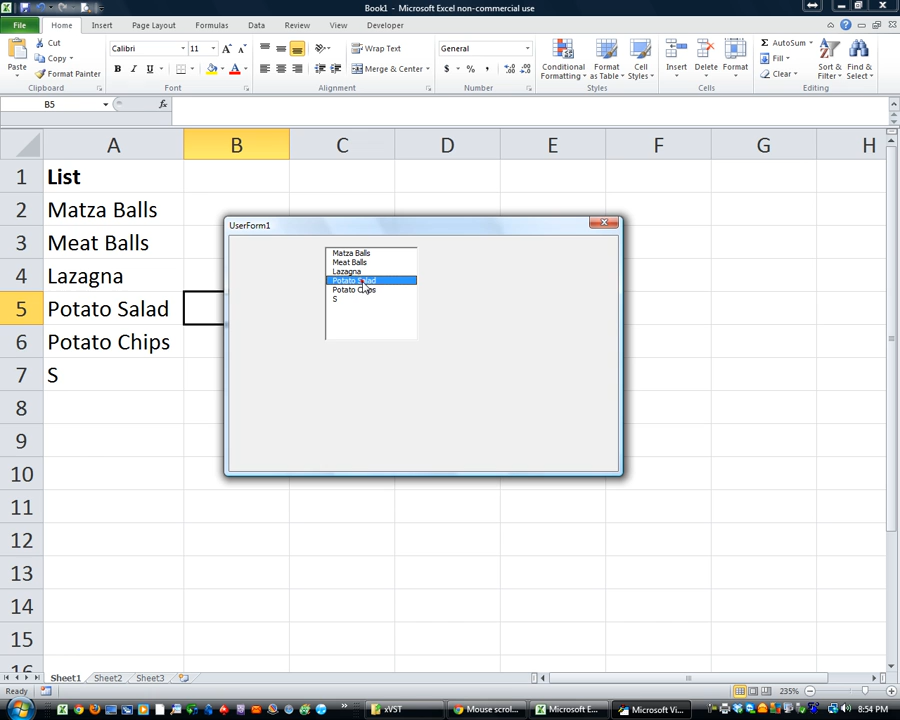 Book1 - Microsoft Excel non-commercial use
File Home Insert Page Layout Formulas Data Review View Developer
Cut
Copy
Format Painter
Paste
Calibri 11
B I U
Wrap Text
Merge & Center
General
$ % ,
Conditional Formatting
Format as Table
Cell Styles
Insert
Delete
Format
AutoSum
Fill
Clear
Sort & Filter
Find & Select
Clipboard Font Alignment Number Styles Cells Editing
B5 fx
A B C D E F G H
1 List
2 Matza Balls
3 Meat Balls
4 Lazagna
5 Potato Salad
6 Potato Chips
7 S
8
9
10
11
12
13
14
15
16
UserForm1
Matza Balls
Meat Balls
Lazagna
Potato Salad
Potato Chips
S
Sheet1 Sheet2 Sheet3
Ready 235%
xVST Mouse scrol... Microsoft E... Microsoft Vi... 8:54 PM